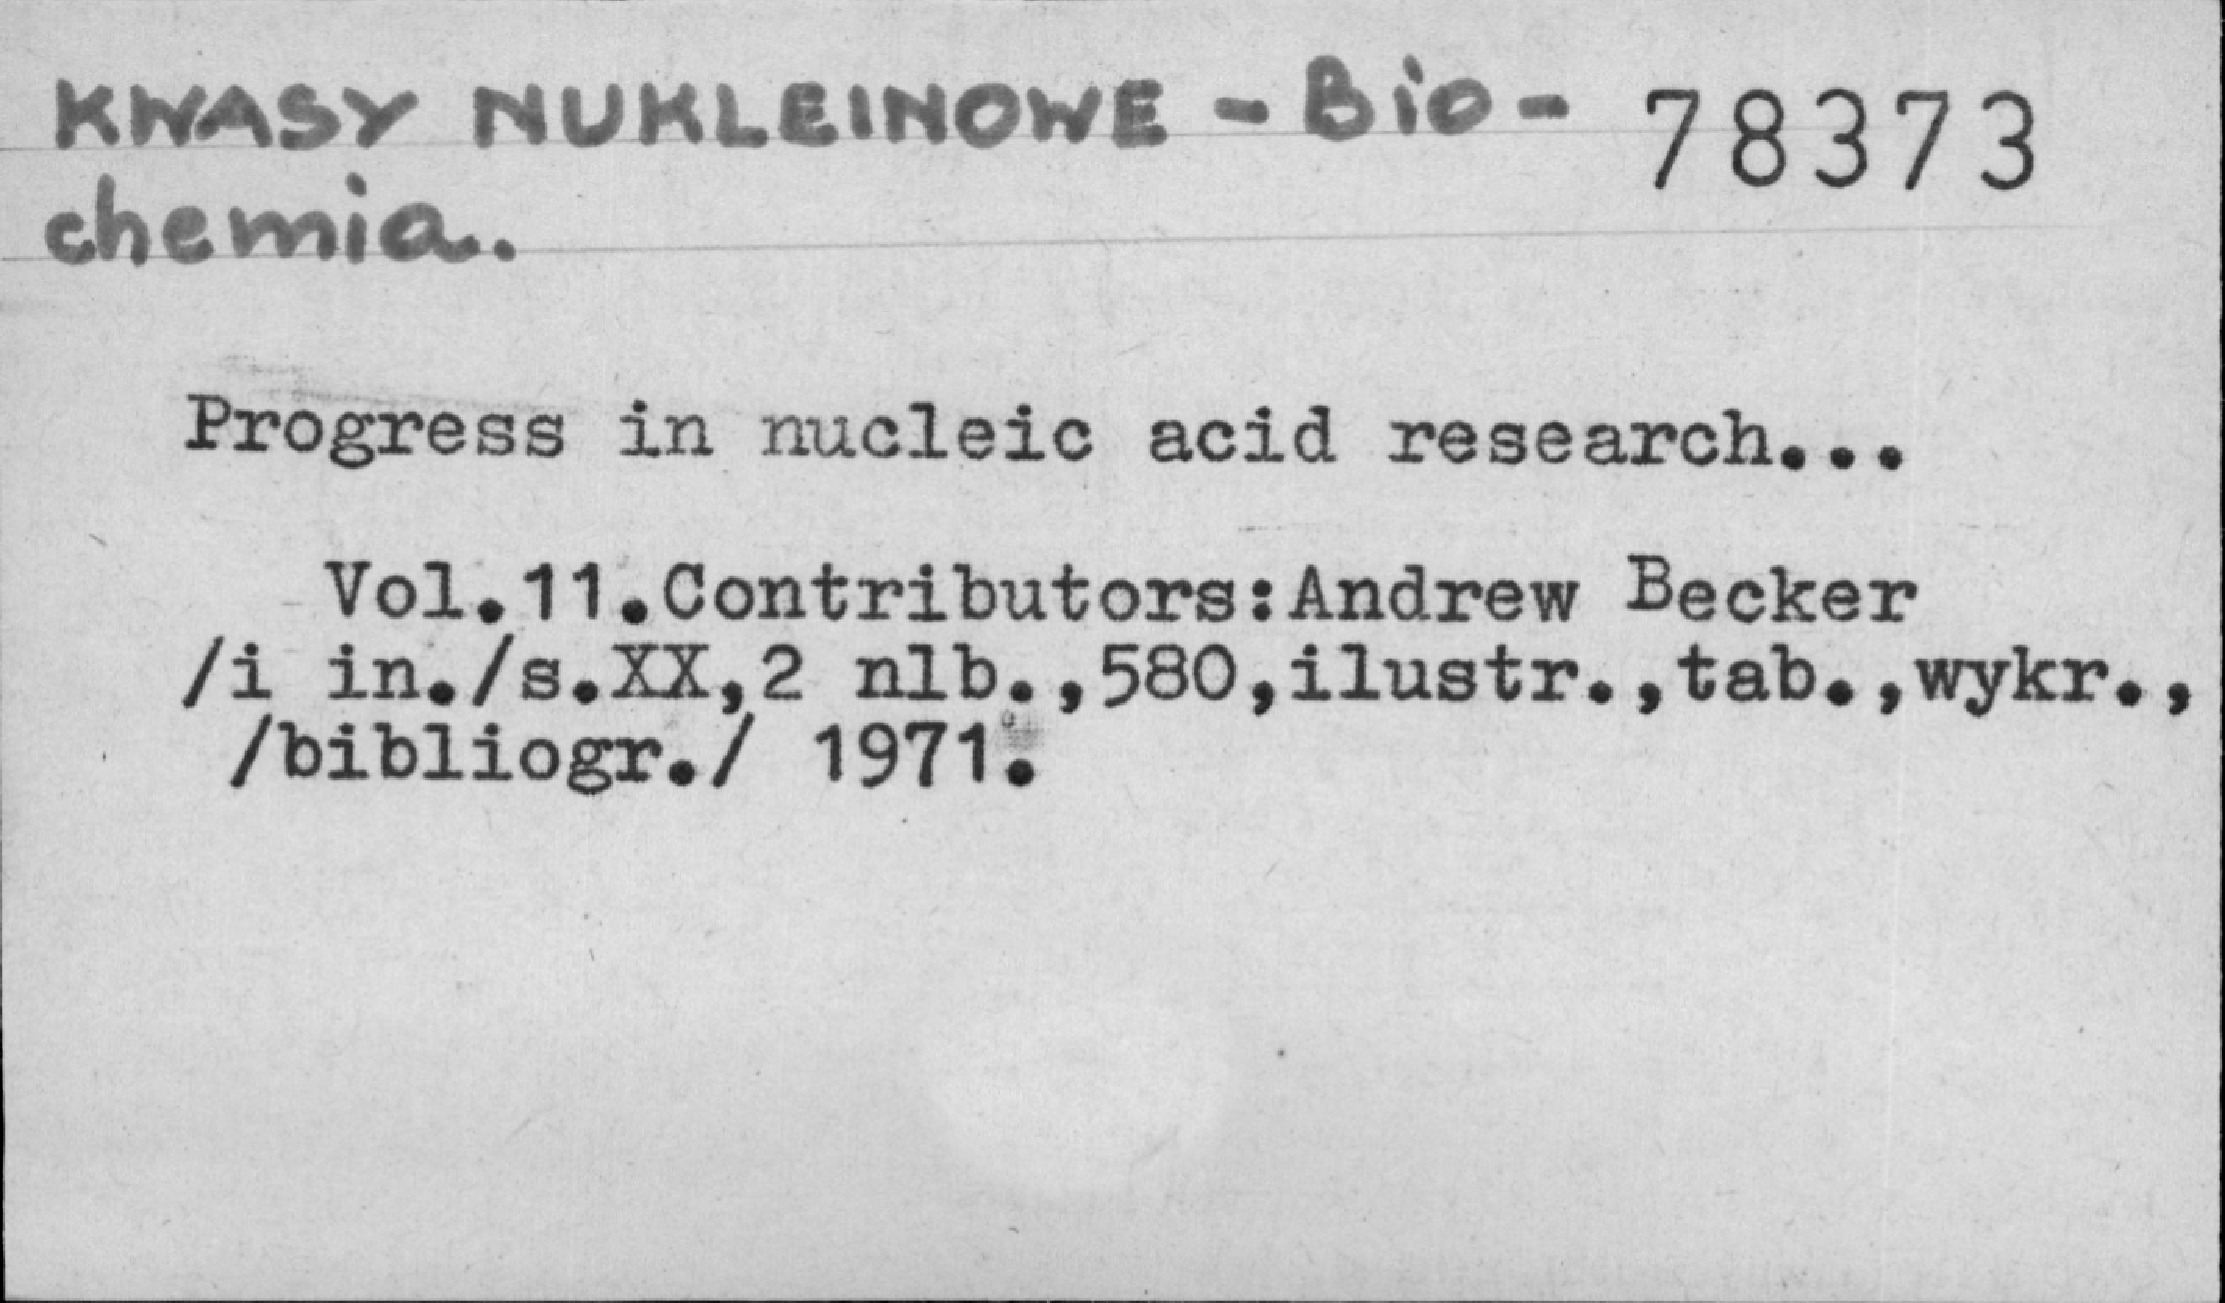 KWASY NUKLEINOWE - Bio- 78373
chemia.
Progress in nucleic acid research...
Vol.11.Contributors:Andrew Becker
/i in./s.XX,2 nlb.,580,ilustr.,tab.,wykr.,
/bibliogr./ 1971.